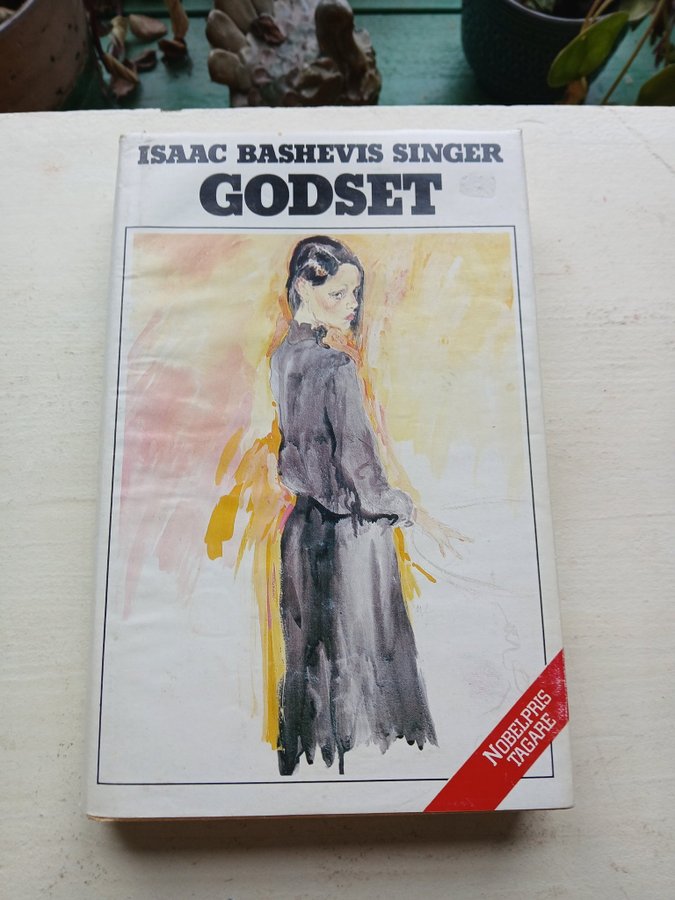 ISAAC BASHEVIS SINGER
GODSET
NOBELPRIS
TAGARE